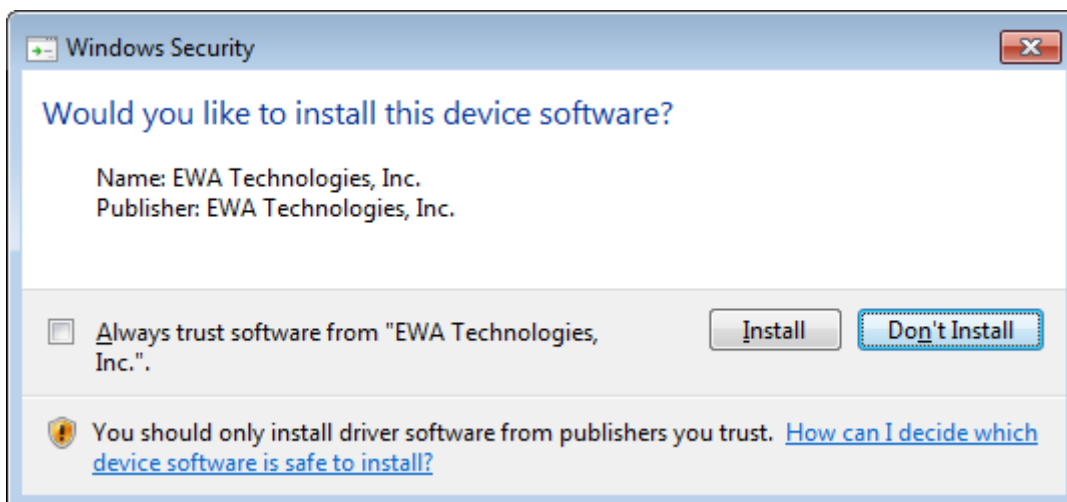 Windows Security
Would you like to install this device software?
Name: EWA Technologies, Inc.
Publisher: EWA Technologies, Inc.
Always trust software from "EWA Technologies,
Inc.".
Install
Don't Install
You should only install driver software from publishers you trust. How can I decide which
device software is safe to install?